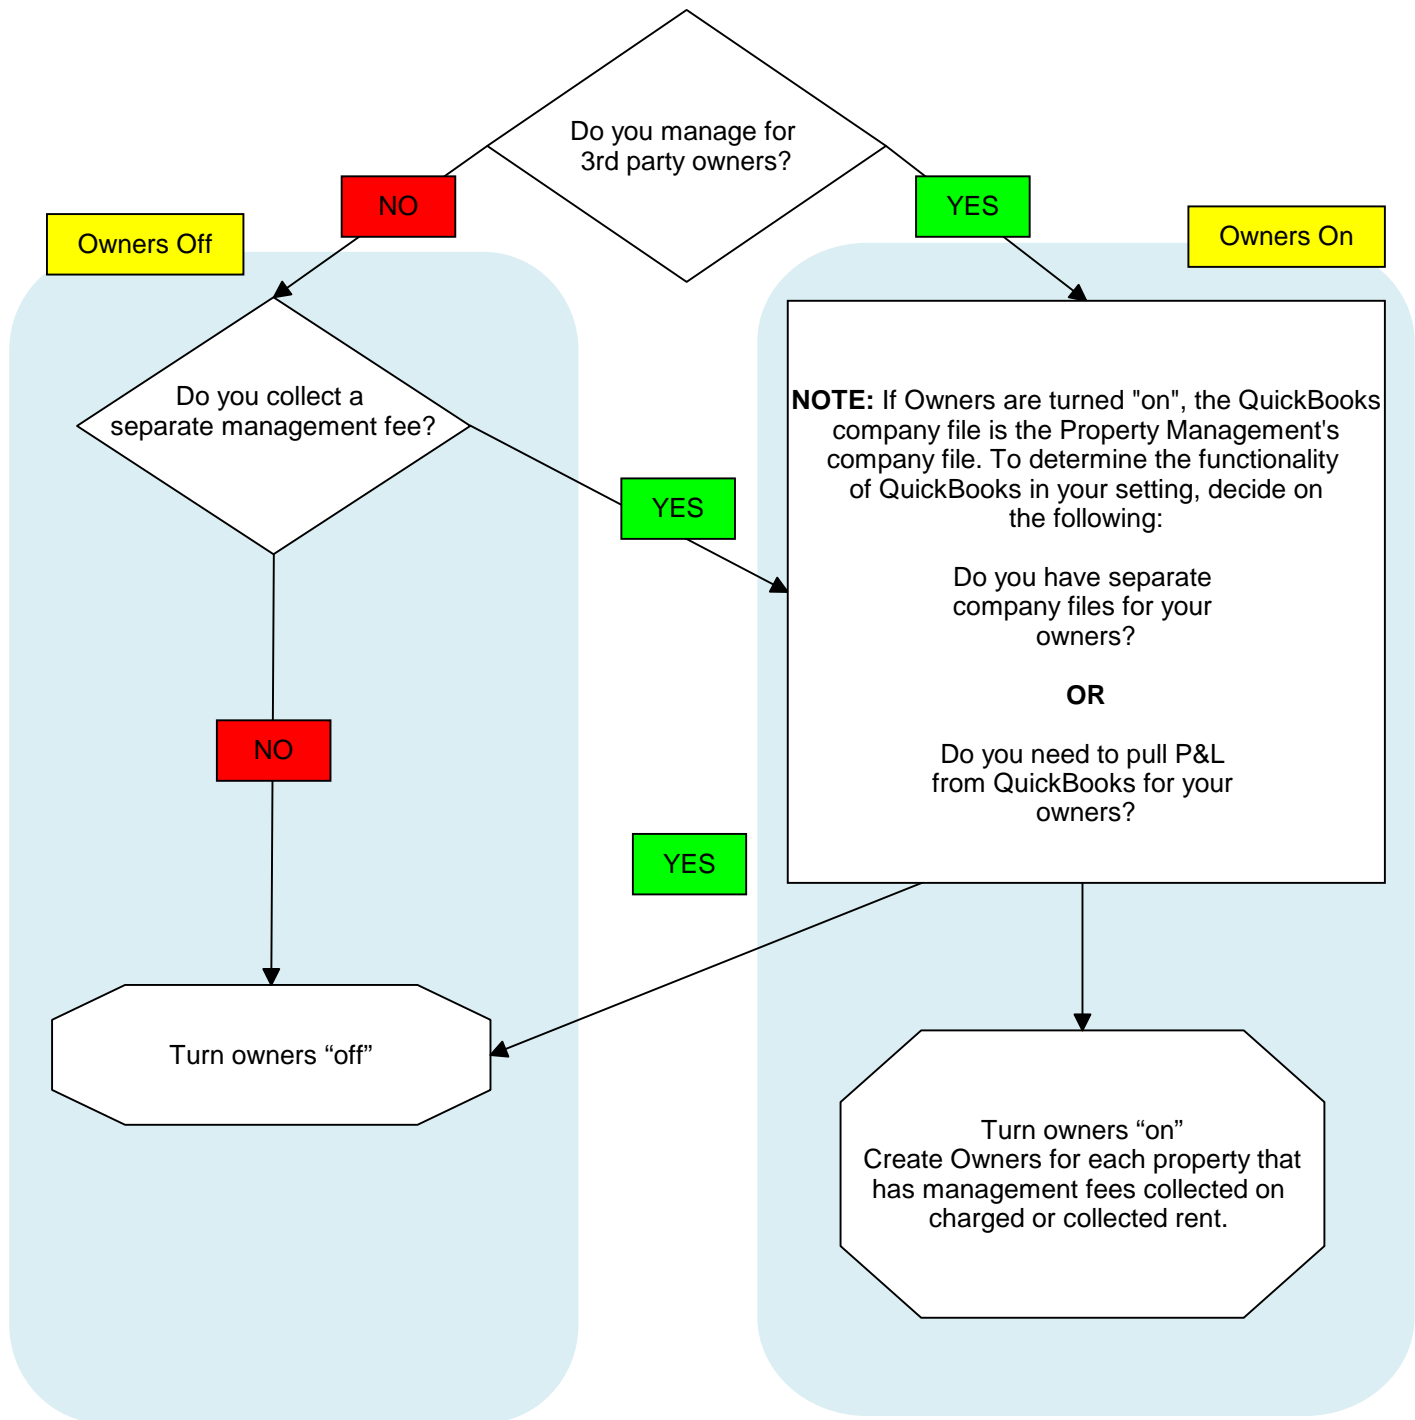 Do you manage for
3rd party owners?
NO
YES
Owners Off
Owners On
Do you collect a
separate management fee?
YES
NOTE: If Owners are turned "on", the QuickBooks
company file is the Property Management's
company file. To determine the functionality
of QuickBooks in your setting, decide on
the following:
Do you have separate
company files for your
owners?
OR
Do you need to pull P&L
from QuickBooks for your
owners?
NO
YES
Turn owners “off”
Turn owners “on”
Create Owners for each property that
has management fees collected on
charged or collected rent.